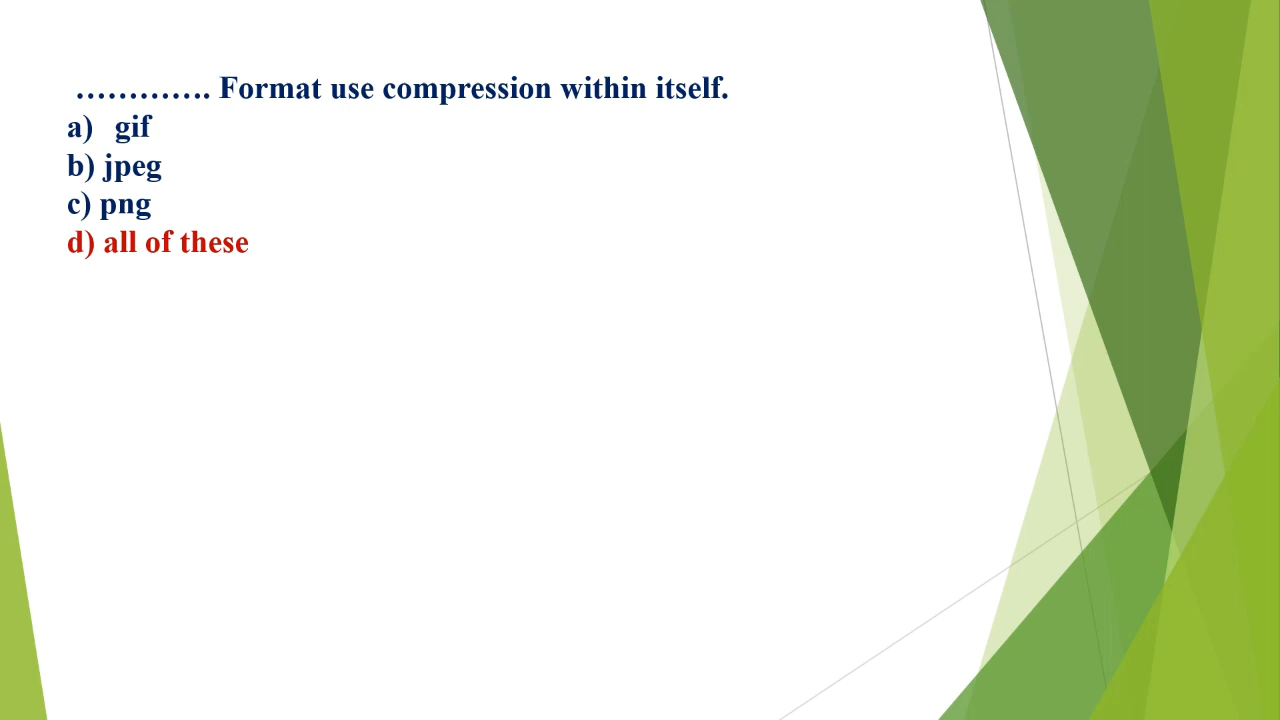 …………. Format use compression within itself.
a) gif
b) jpeg
c) png
d) all of these